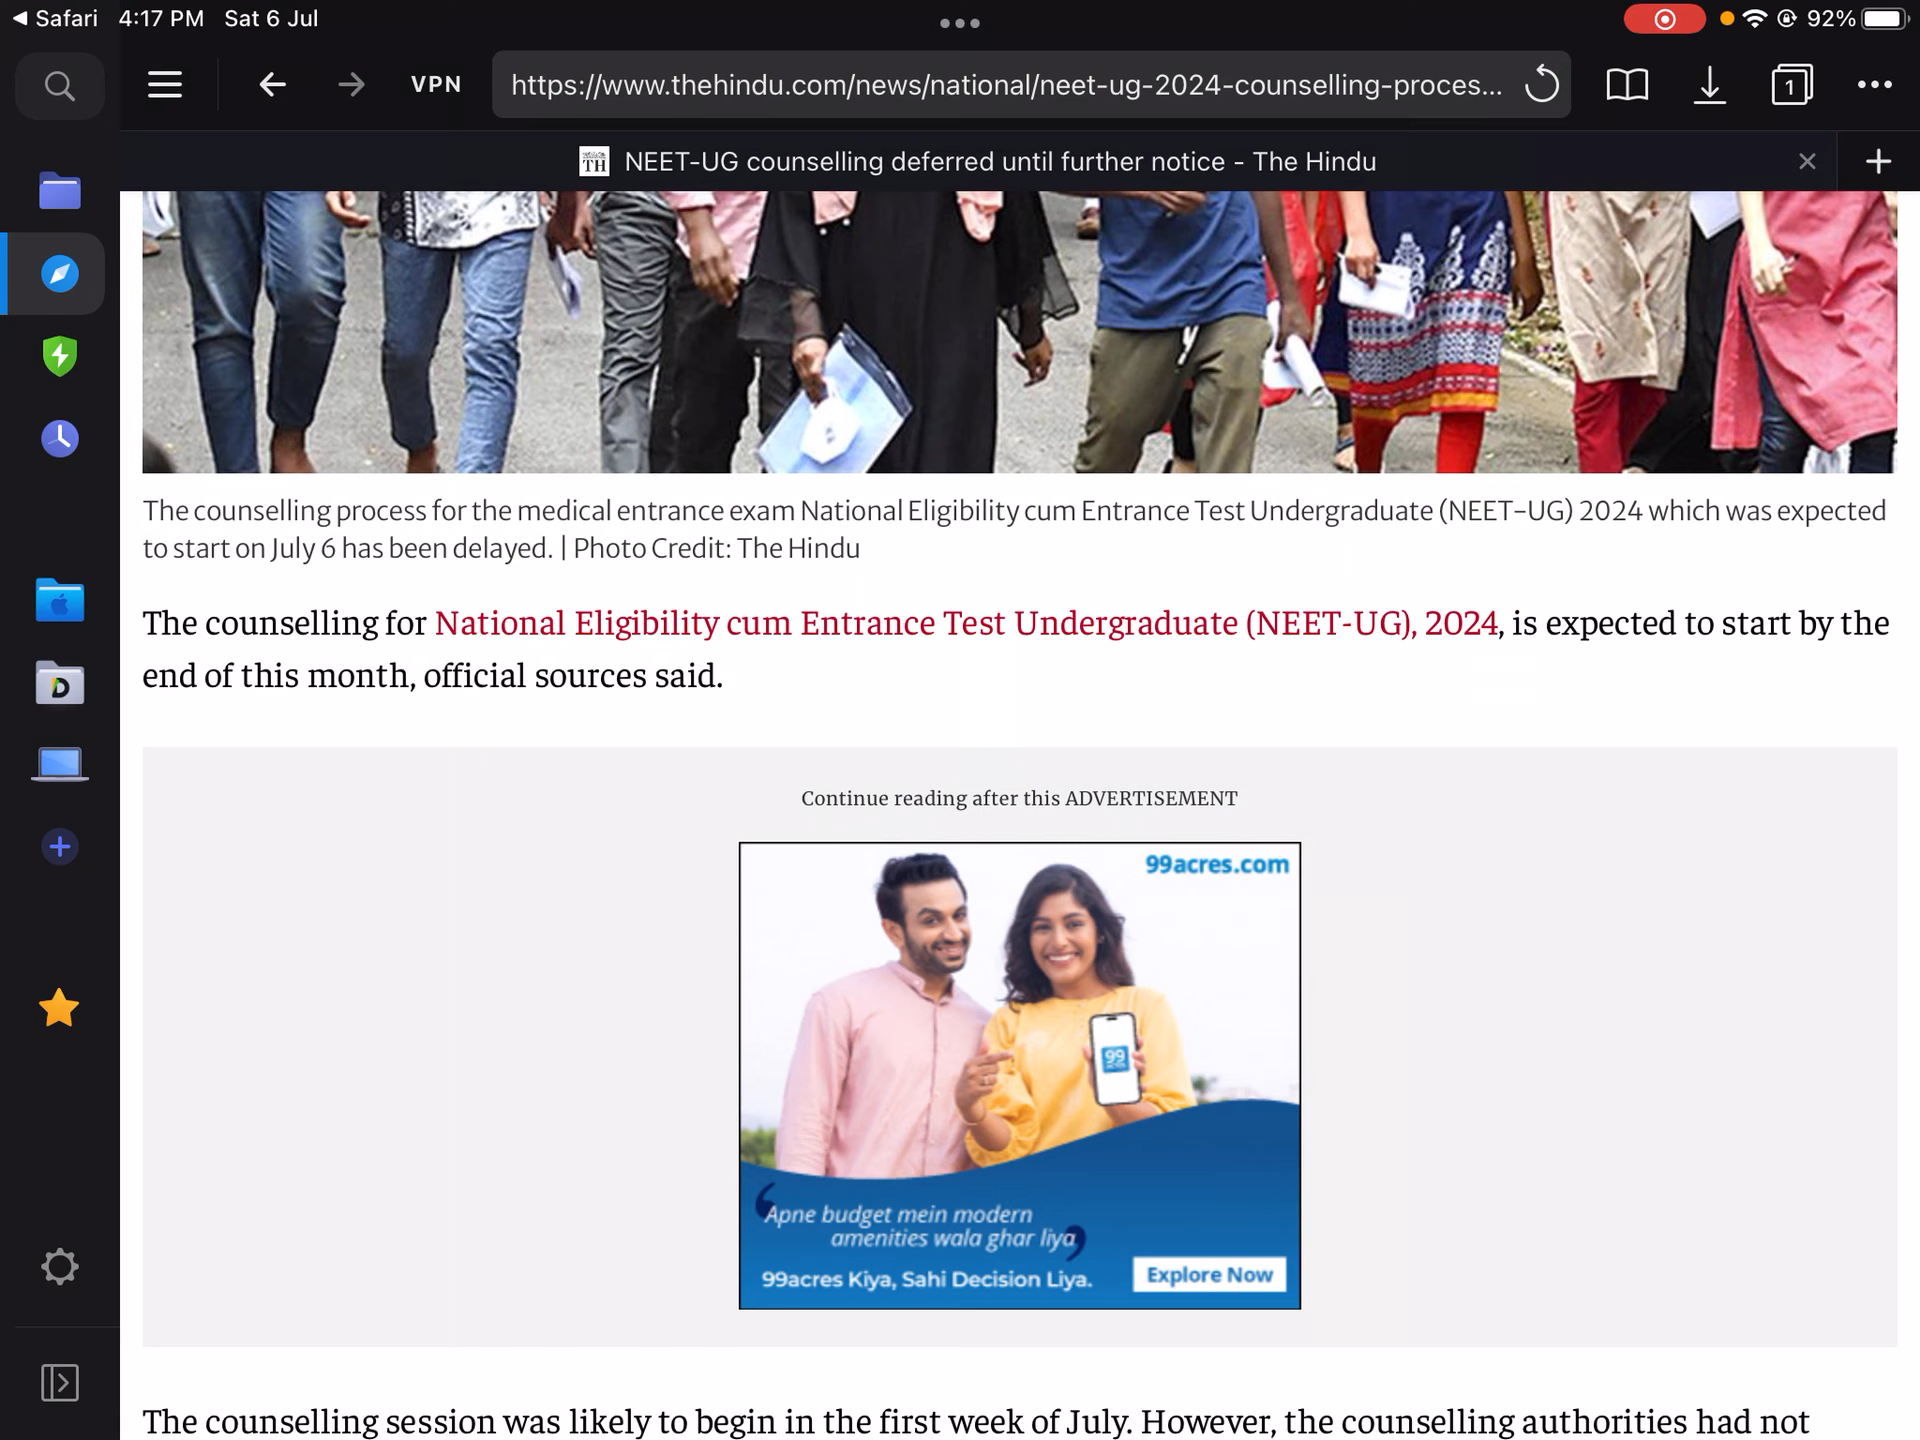 Safari 4:17 PM Sat 6 Jul
92%
VPN https://www.thehindu.com/news/national/neet-ug-2024-counselling-proces... 1
TH NEET-UG counselling deferred until further notice - The Hindu
The counselling process for the medical entrance exam National Eligibility cum Entrance Test Undergraduate (NEET-UG) 2024 which was expected
to start on July 6 has been delayed. | Photo Credit: The Hindu
The counselling for National Eligibility cum Entrance Test Undergraduate (NEET-UG), 2024, is expected to start by the
end of this month, official sources said.
Continue reading after this ADVERTISEMENT
99acres.com
99
Apne budget mein modern
amenities wala ghar liya
99acres Kiya, Sahi Decision Liya.
Explore Now
The counselling session was likely to begin in the first week of July. However, the counselling authorities had not